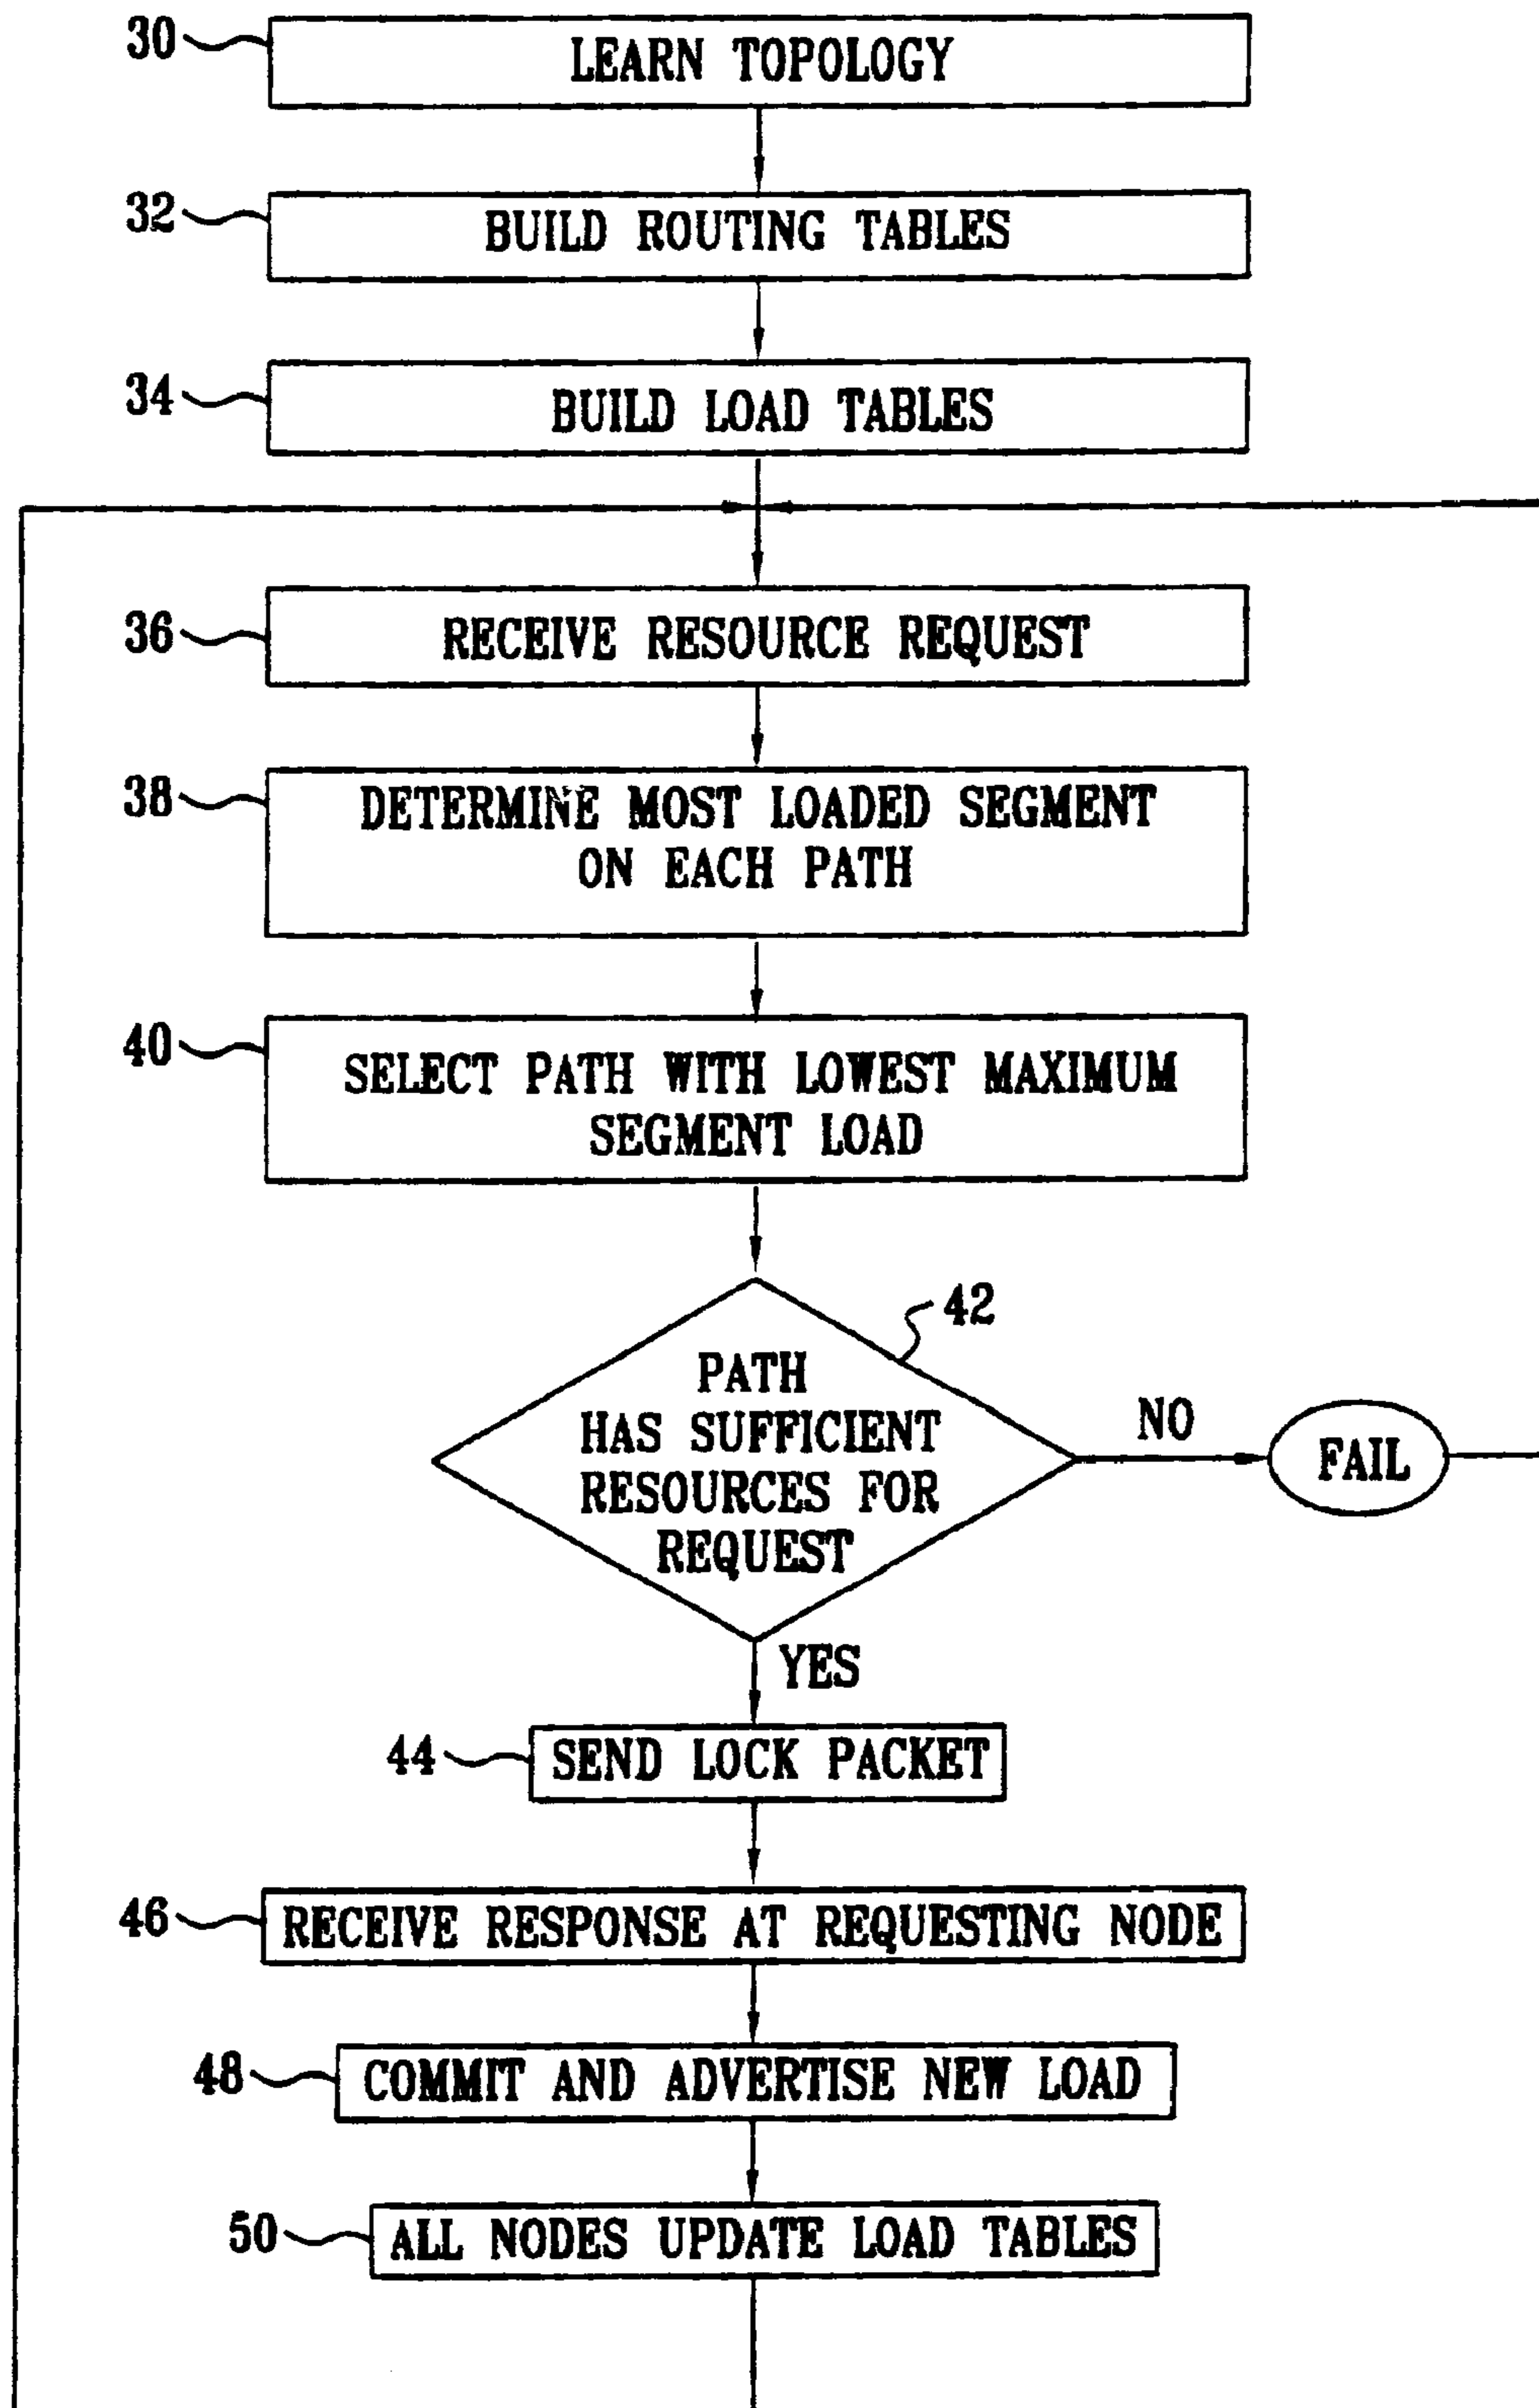 30
LEARN TOPOLOGY
32
BUILD ROUTING TABLES
34
BUILD LOAD TABLES
36
RECEIVE RESOURCE REQUEST
38
DETERMINE MOST LOADED SEGMENT
ON EACH PATH
40
SELECT PATH WITH LOWEST MAXIMUM
SEGMENT LOAD
42
PATH
HAS SUFFICIENT
RESOURCES FOR
REQUEST
NO
FAIL
YES
44
SEND LOCK PACKET
46
RECEIVE RESPONSE AT REQUESTING NODE
48
COMMIT AND ADVERTISE NEW LOAD
50
ALL NODES UPDATE LOAD TABLES